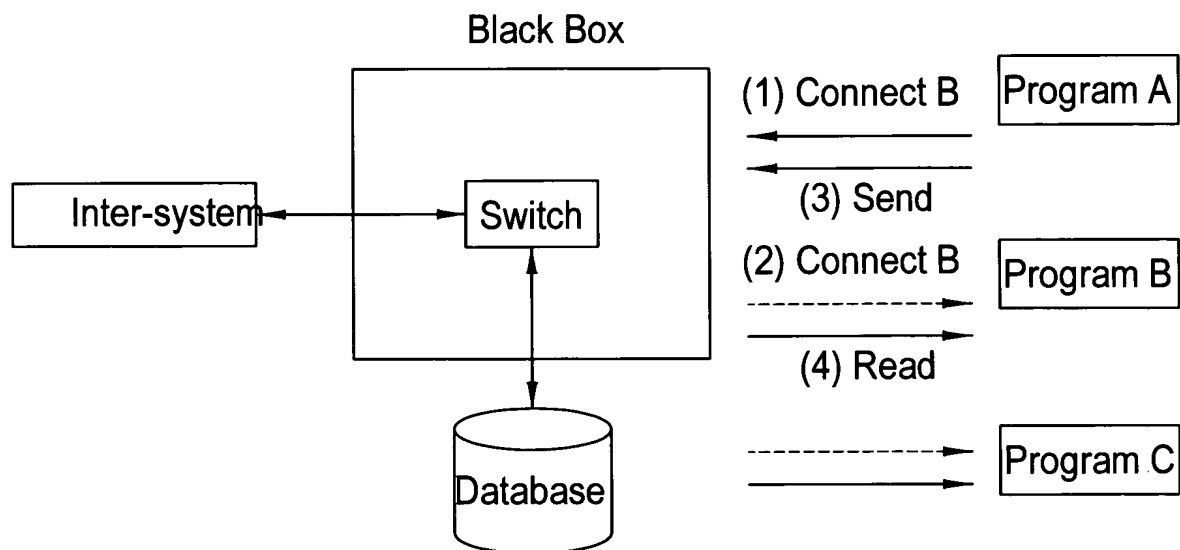 Black Box
(1) Connect B
Program A
Inter-system
Switch
(3) Send
(2) Connect B
Program B
(4) Read
Database
Program C